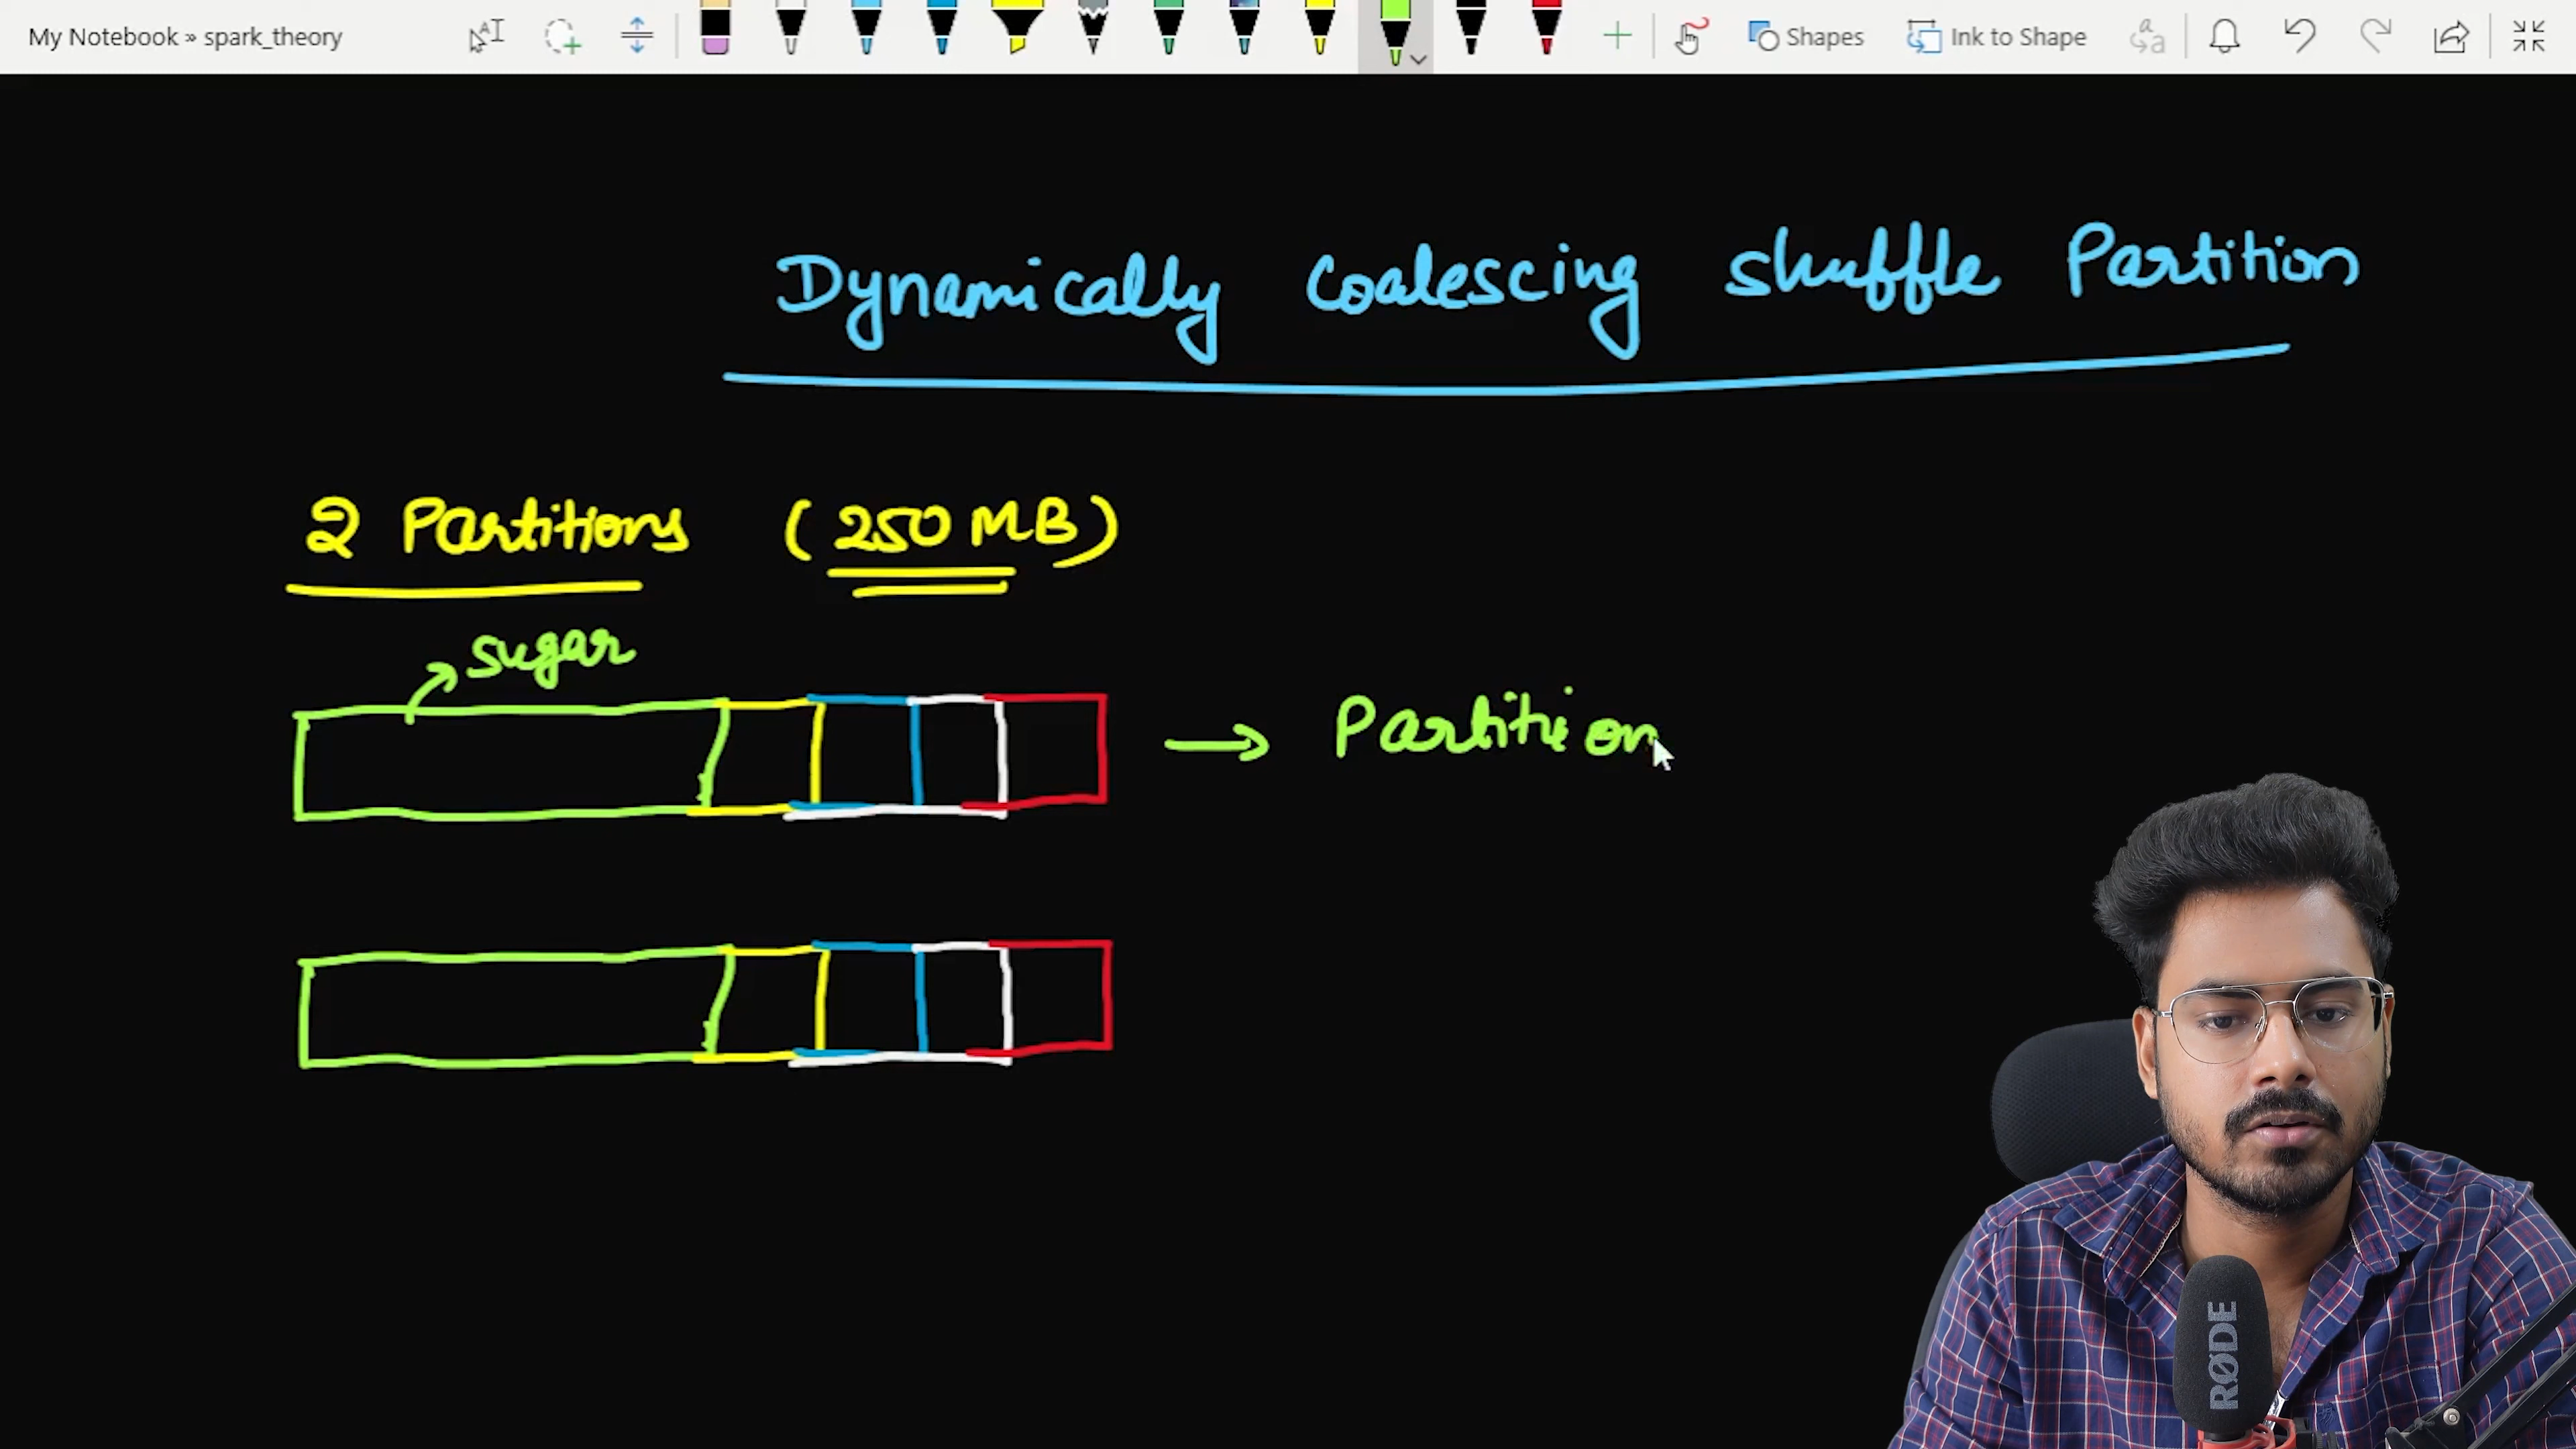 My Notebook » spark_theory
Shapes
Ink to Shape
Dynamically Coalescing shuffle Partition
2 Partitions (250 MB)
sugar
Partition
RØDE